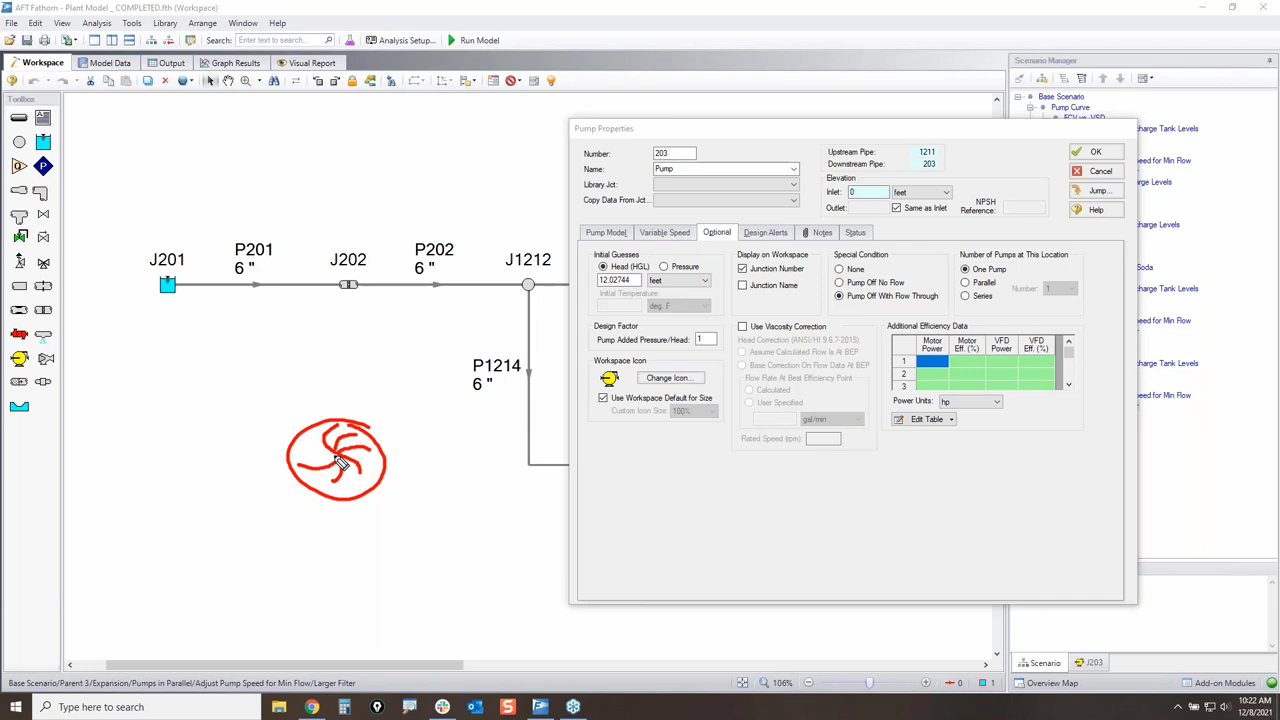 AFT Fathom - Plant Model _ COMPLETED.fth (Workspace)
File Edit View Analysis Tools Library Arrange Window Help
Search: Enter text to search... Analysis Setup... Run Model
Workspace Model Data Output Graph Results Visual Report
Toolbox
J201 P201 6 " J202 P202 6 " J1212
P1214 6 "
Pump Properties
Number: 203
Name: Pump
Library Jct:
Copy Data From Jct...
Upstream Pipe: 1211
Downstream Pipe: 203
Elevation
Inlet: 0 feet
Outlet: Same as Inlet
NPSH Reference:
OK
Cancel
Jump...
Help
Pump Model Variable Speed Optional Design Alerts Notes Status
Initial Guesses
Head (HGL) Pressure
12.02744 feet
Initial Temperature:
deg. F
Design Factor
Pump Added Pressure/Head: 1
Workspace Icon
Change Icon...
Use Workspace Default for Size
Custom Icon Size: 100%
Display on Workspace
Junction Number
Junction Name
Special Condition
None
Pump Off No Flow
Pump Off With Flow Through
Number of Pumps at This Location
One Pump
Parallel Number: 1
Series
Use Viscosity Correction
Head Correction (ANSI/HI 9.6.7-2015):
Assume Calculated Flow Is At BEP
Base Correction On Flow Data At BEP
Flow Rate At Best Efficiency Point
Calculated
User Specified
gal/min
Rated Speed (rpm):
Additional Efficiency Data
Motor Power Motor Eff. (%) VFD Power VFD Eff. (%)
1
2
3
Power Units: hp
Edit Table
Scenario Manager
Base Scenario
Pump Curve
charge Tank Levels
peed for Min Flow
charge Levels
Soda
charge Tank Levels
peed for Min Flow
charge Tank Levels
peed for Min Flow
Scenario J203
Base Scenario/Parent 3/Expansion/Pumps in Parallel/Adjust Pump Speed for Min Flow/Larger Filter
106% 0 1 Overview Map Add-on Modules
Type here to search
10:22 AM
12/8/2021